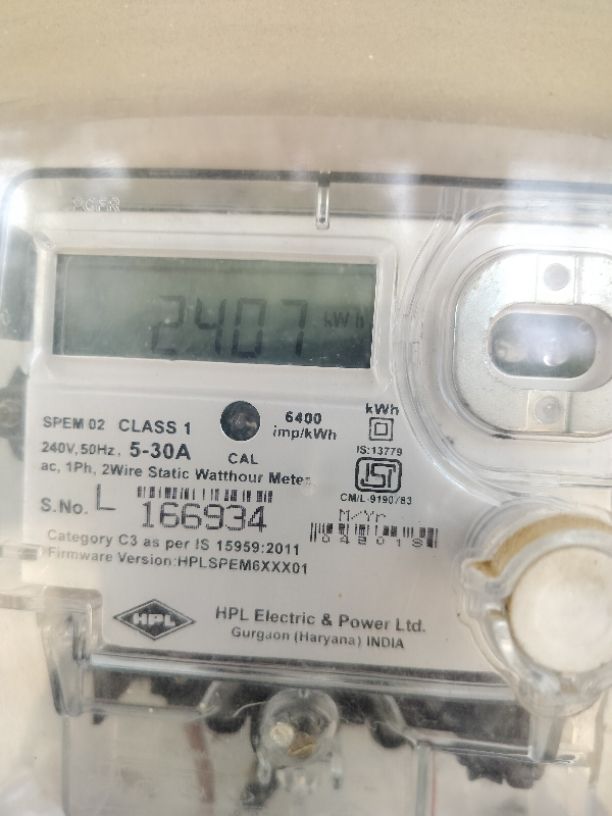 2407 kWh
SPEM 02 CLASS 1
240V, 50Hz, 5-30A
ac, 1Ph, 2Wire Static Watthour Meter
CAL
6400
imp/kWh
kWh
IS:13779
ISI
CM/L-9190783
S.No. L 166934
M/Yr
042018
Category C3 as per IS 15959:2011
Firmware Version:HPLSPEM6XXX01
HPL
HPL Electric & Power Ltd.
Gurgaon (Haryana) INDIA